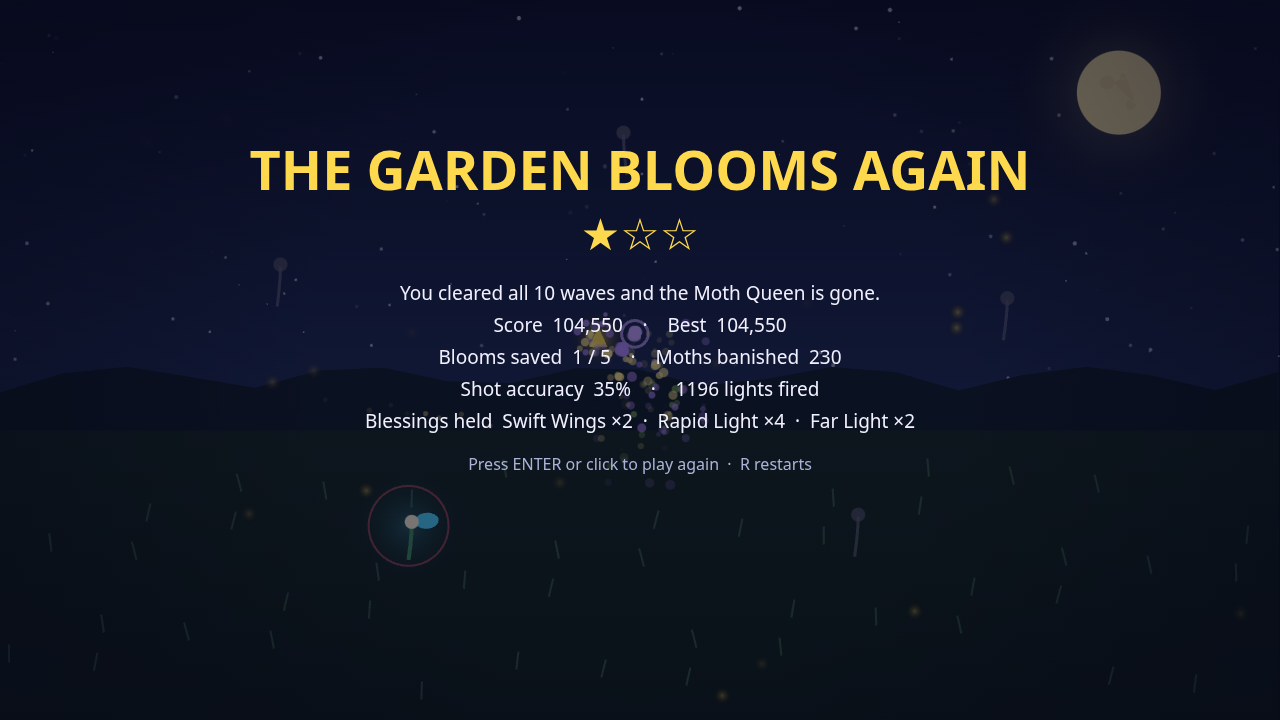 THE GARDEN BLOOMS AGAIN
★☆☆
You cleared all 10 waves and the Moth Queen is gone.
Score 104,550 · Best 104,550
Blooms saved 1 / 5 · Moths banished 230
Shot accuracy 35% · 1196 lights fired
Blessings held Swift Wings ×2 · Rapid Light ×4 · Far Light ×2
Press ENTER or click to play again · R restarts